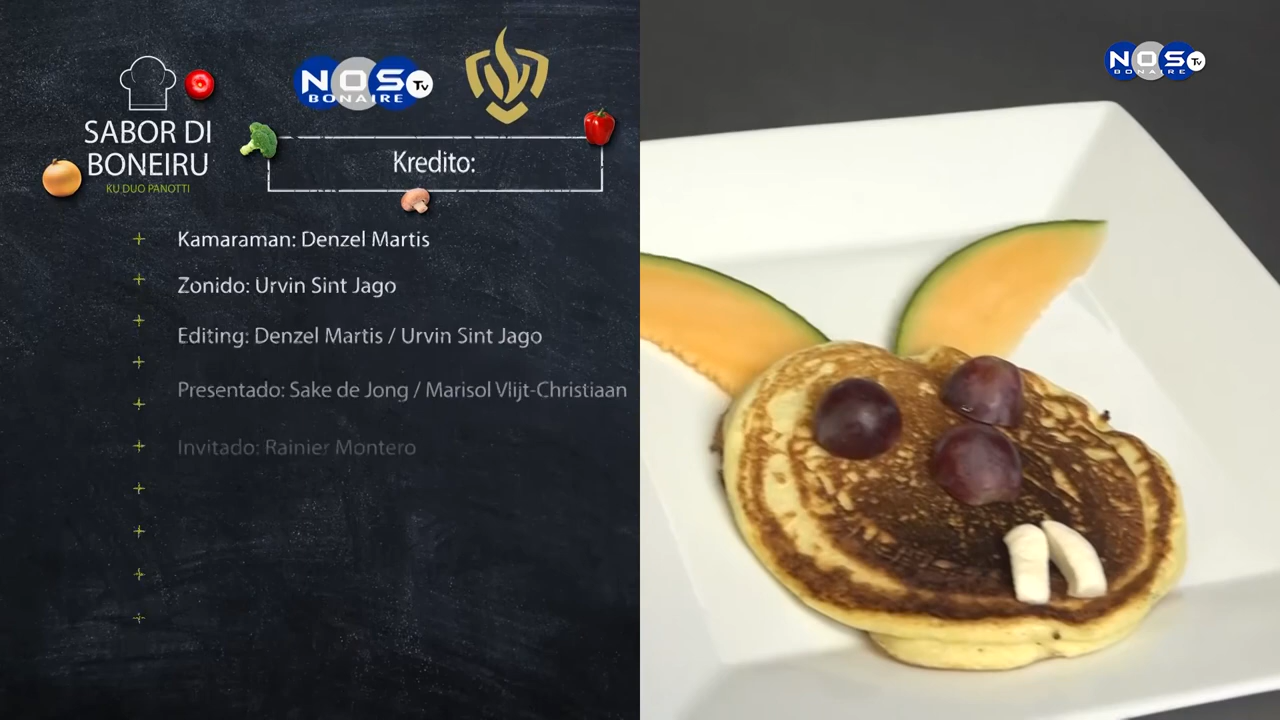 NOS TV
BONAIRE
SABOR DI
BONEIRU
KU DUO PANOTTI
Kredito:
Kamaraman: Denzel Martis
Zonido: Urvin Sint Jago
Editing: Denzel Martis / Urvin Sint Jago
Presentado: Sake de Jong / Marisol Vlijt-Christiaan
Invitado: Rainier Montero
NOS TV
BONAIRE